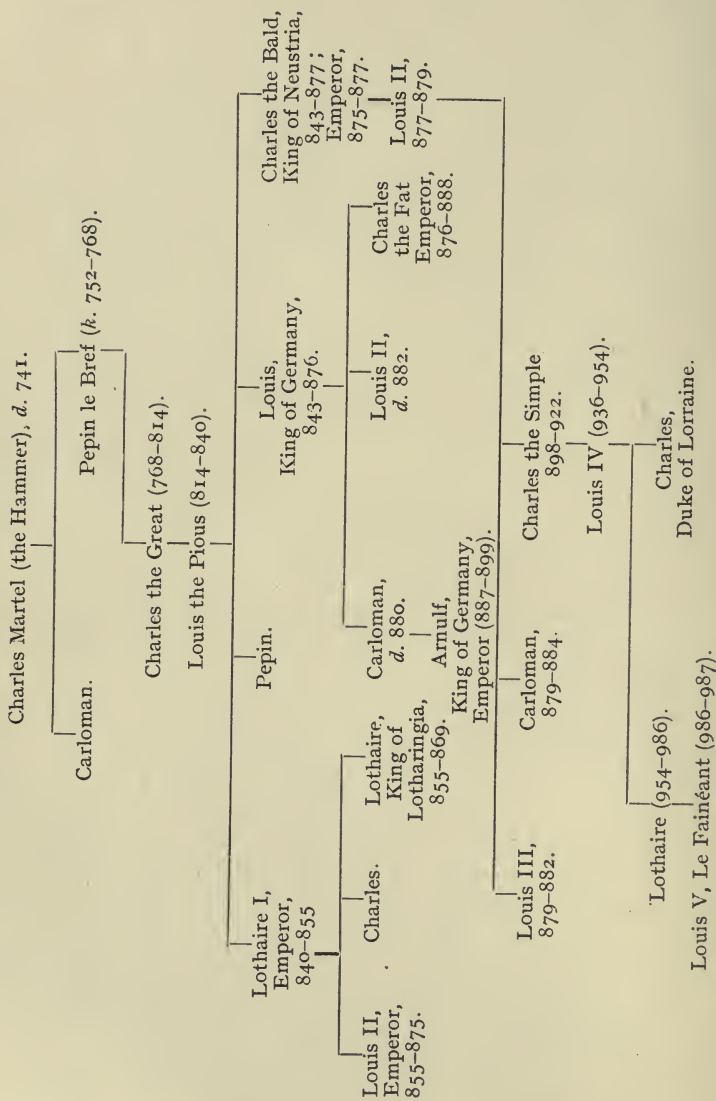 Charles Martel (the Hammer), d. 741.
Carloman.
Pepin le Bref (k. 752–768).
Charles the Great (768–814).
Louis the Pious (814–840).
Lothaire I,
Emperor,
840–855
Pepin.
Louis,
King of Germany,
843–876.
Charles the Bald,
King of Neustria,
843–877;
Emperor,
875–877.
Louis II,
Emperor,
855–875.
Charles.
Lothaire,
King of
Lotharingia,
855–869.
Carloman,
d. 880.
Louis II,
d. 882.
Charles
the Fat
Emperor,
876–888.
Louis II,
877–879.
Arnulf,
King of Germany,
Emperor (887–899).
Louis III,
879–882.
Carloman,
879–884.
Charles the Simple
898–922.
Louis IV (936–954).
Lothaire (954–986).
Charles,
Duke of Lorraine.
Louis V, Le Fainéant (986–987).